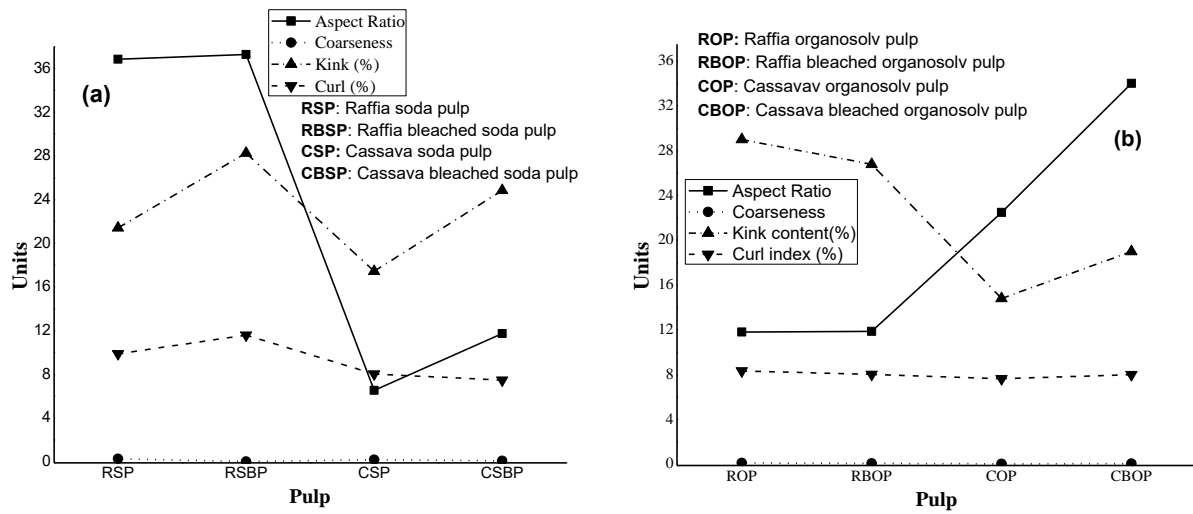 Aspect Ratio
Coarseness
Kink (%)
Curl (%)
(a)
RSP: Raffia soda pulp
RBSP: Raffia bleached soda pulp
CSP: Cassava soda pulp
CBSP: Cassava bleached soda pulp
36
32
28
24
20
16
12
8
4
0
Units
RSP RSBP CSP CSBP
Pulp
ROP: Raffia organosolv pulp
RBOP: Raffia bleached organosolv pulp
COP: Cassavav organosolv pulp
CBOP: Cassava bleached organosolv pulp
(b)
Aspect Ratio
Coarseness
Kink content(%)
Curl index (%)
36
32
28
24
20
16
12
8
4
0
Units
ROP RBOP COP CBOP
Pulp